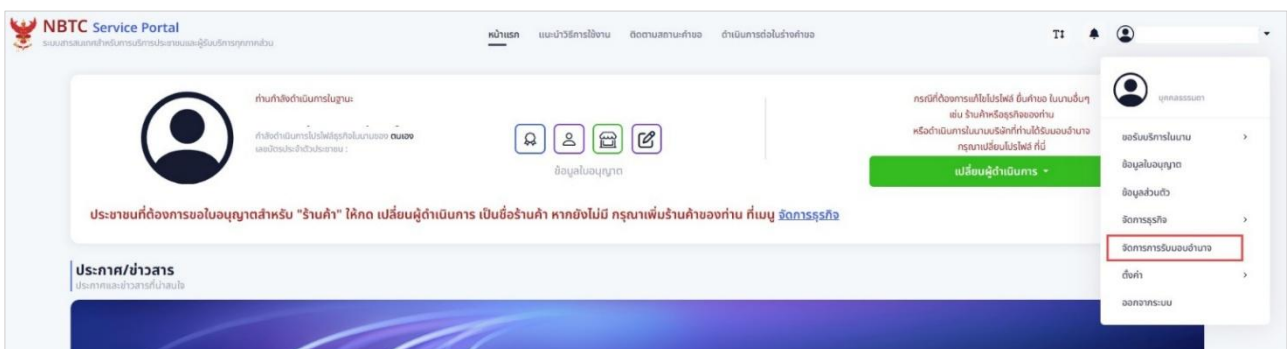 NBTC Service Portal
ระบบสารสนเทศสำหรับการบริการประชาชนและผู้รับบริการทุกภาคส่วน
หน้าแรก แนะนำวิธีการใช้งาน ติดตามสถานะคำขอ ดำเนินการต่อใบร่างคำขอ
ท่านกำลังดำเนินการในฐานะ
กำลังดำเนินการโปรไฟล์ธุรกิจในนามของ ตนเอง
เลขบัตรประจำตัวประชาชน :
ข้อมูลใบอนุญาต
กรณีที่ต้องการแก้ไขโปรไฟล์ ยื่นคำขอ ในนามอื่นๆ
เช่น ร้านค้าหรือธุรกิจของท่าน
หรือดำเนินการในนามบริษัทที่ท่านได้รับมอบอำนาจ
กรุณาเปลี่ยนโปรไฟล์ ที่นี่
เปลี่ยนผู้ดำเนินการ
ประชาชนที่ต้องการขอใบอนุญาตสำหรับ "ร้านค้า" ให้กด เปลี่ยนผู้ดำเนินการ เป็นชื่อร้านค้า หากยังไม่มี กรุณาเพิ่มร้านค้าของท่าน ที่เมนู จัดการธุรกิจ
ประกาศ/ข่าวสาร
ประกาศและข่าวสารที่น่าสนใจ
บุคคลธรรมดา
ขอรับบริการในนาม
ข้อมูลใบอนุญาต
ข้อมูลส่วนตัว
จัดการธุรกิจ
จัดการการรับมอบอำนาจ
ตั้งค่า
ออกจากระบบ